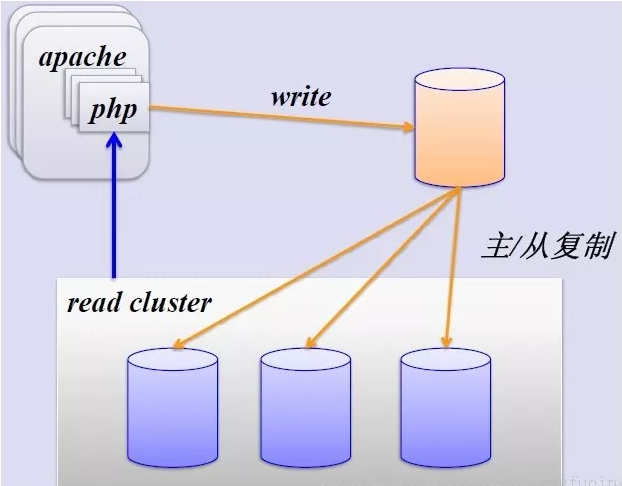 apache
php
write
主/从复制
read cluster